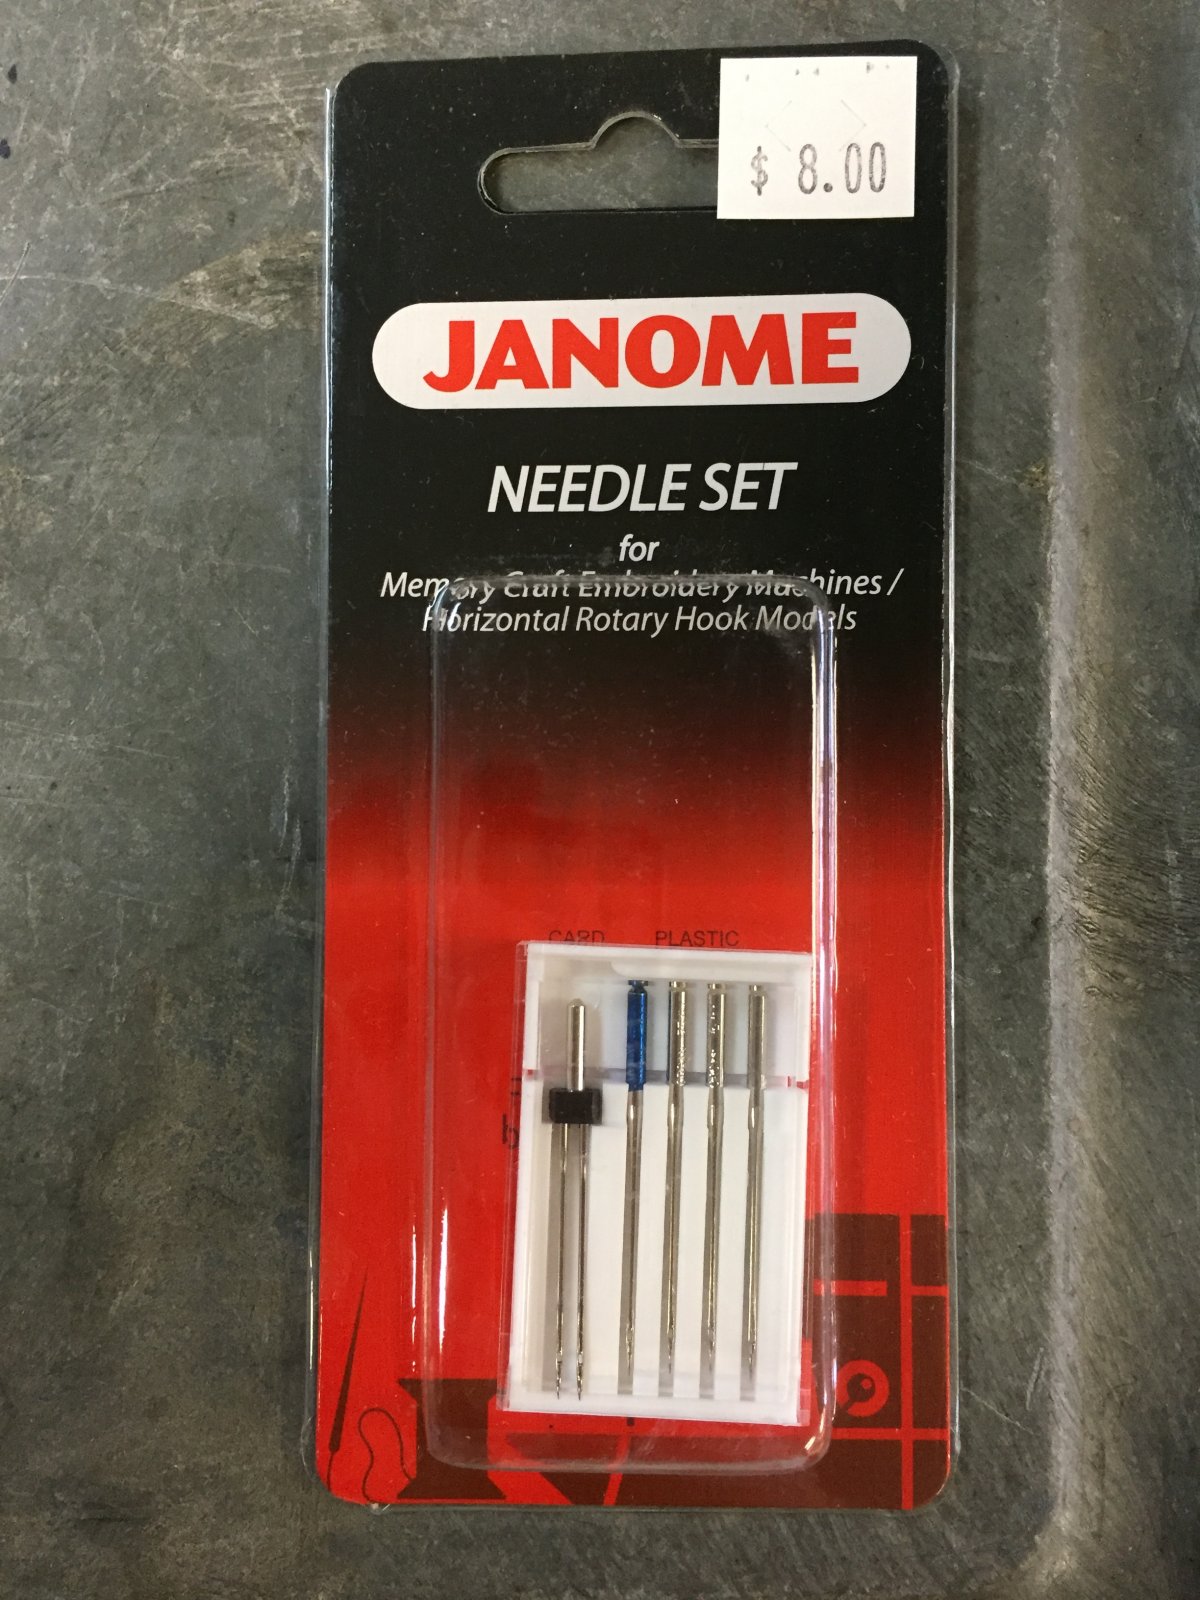 $ 8.00
JANOME
NEEDLE SET
for
Memory Craft Embroidery Machines /
Horizontal Rotary Hook Models
CARD PLASTIC